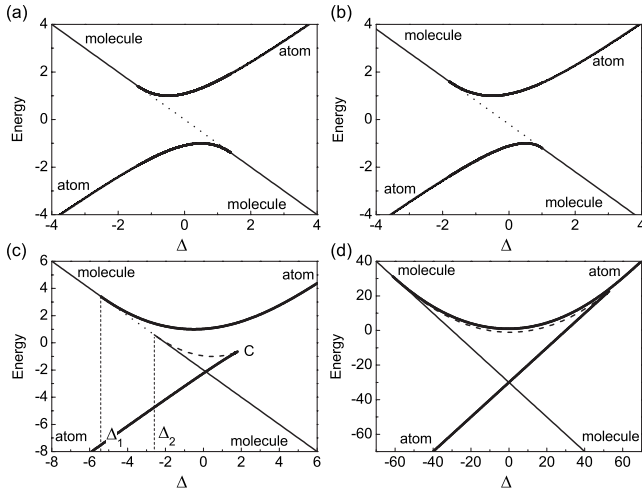 (a)
(b)
4
2
0
-2
-4
Energy
molecule
atom
atom
molecule
-4 -2 0 2 4
Δ
4
2
0
-2
-4
Energy
molecule
atom
atom
molecule
-4 -2 0 2 4
Δ
(c)
(d)
6
4
2
0
-2
-4
-6
-8
Energy
molecule
atom
C
Δ1
Δ2
atom
molecule
-8 -6 -4 -2 0 2 4 6
Δ
40
20
0
-20
-40
-60
Energy
molecule
atom
atom
molecule
-60 -40 -20 0 20 40 60
Δ